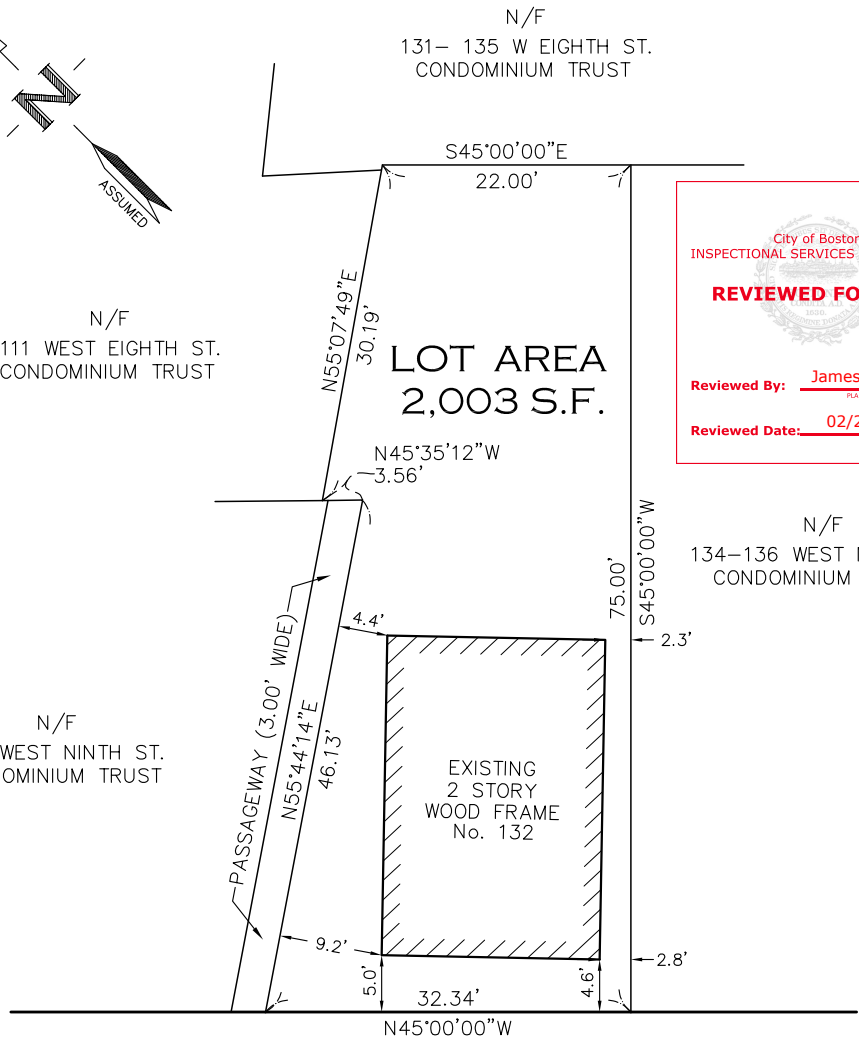 N/F
131– 135 W EIGHTH ST.
CONDOMINIUM TRUST
N
ASSUMED
S45°00'00"E
22.00'
City of Boston
INSPECTIONAL SERVICES
REVIEWED FO
Reviewed By: James
Reviewed Date: 02/2
N/F
111 WEST EIGHTH ST.
CONDOMINIUM TRUST
N55°07'49"E
30.19'
LOT AREA
2,003 S.F.
N45°35'12"W
3.56'
N/F
134–136 WEST
CONDOMINIUM
75.00'
S45°00'00"W
4.4'
2.3'
PASSAGEWAY (3.00' WIDE)
N55°44'14"E
46.13'
N/F
WEST NINTH ST.
OMINIUM TRUST
EXISTING
2 STORY
WOOD FRAME
No. 132
9.2'
2.8'
5.0'
4.6'
32.34'
N45°00'00"W